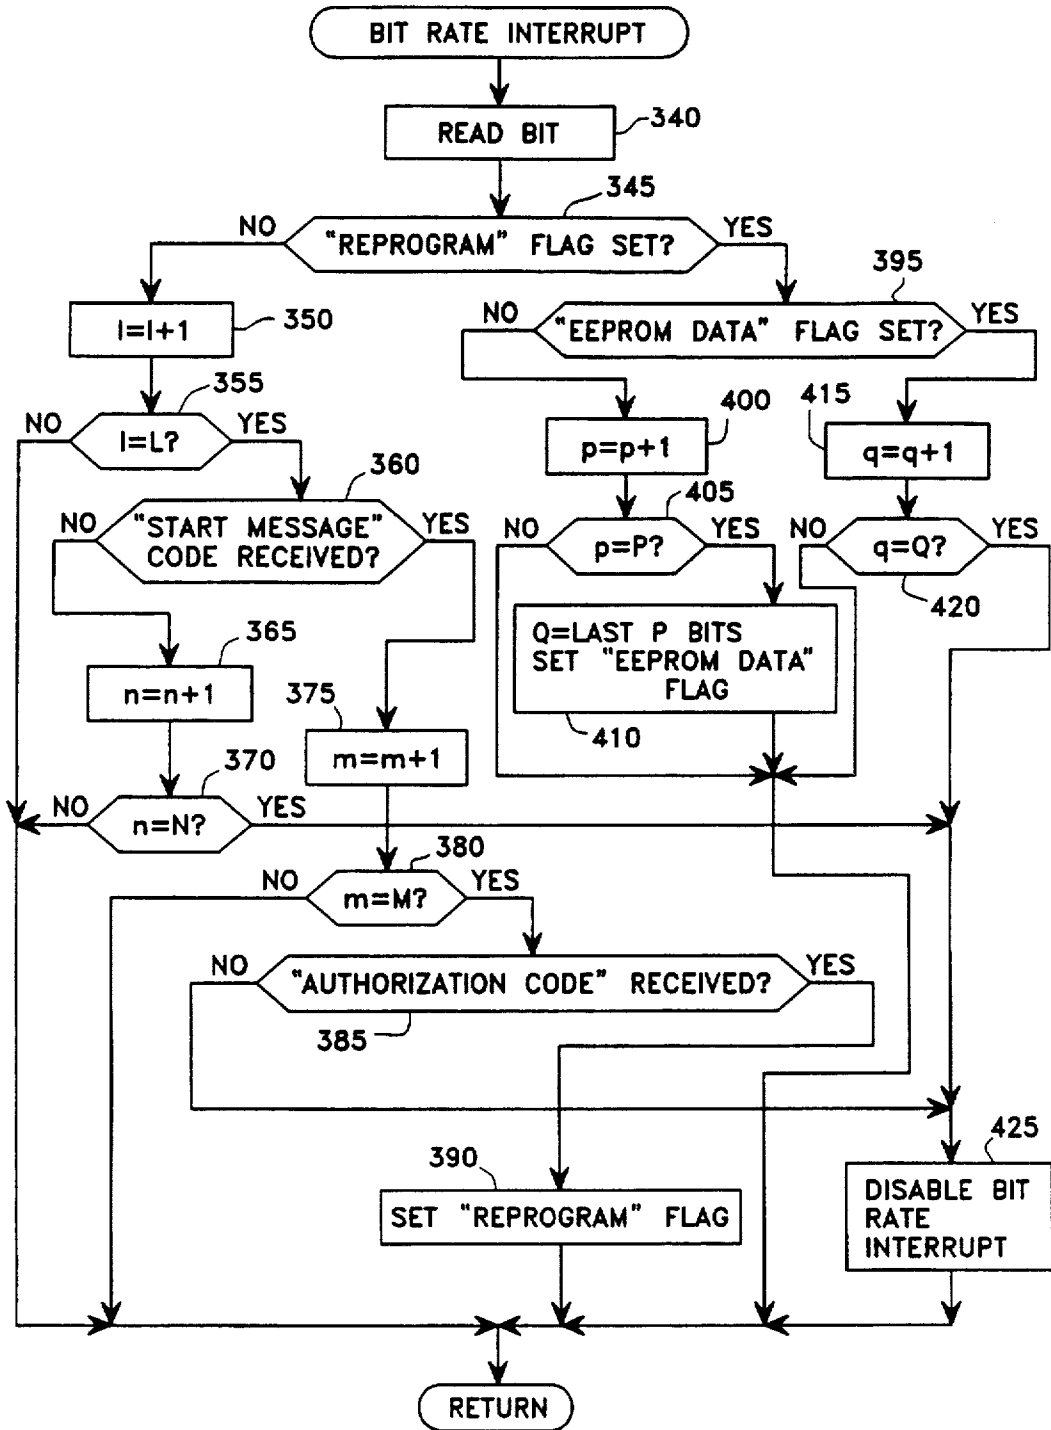 BIT RATE INTERRUPT
READ BIT
340
345
NO
"REPROGRAM" FLAG SET?
YES
395
l=l+1
350
NO
"EEPROM DATA" FLAG SET?
YES
355
NO
l=L?
YES
400
p=p+1
415
q=q+1
360
NO
"START MESSAGE"
CODE RECEIVED?
YES
405
NO
p=P?
YES
NO
q=Q?
YES
420
365
n=n+1
Q=LAST P BITS
SET "EEPROM DATA"
FLAG
410
375
m=m+1
370
NO
n=N?
YES
380
NO
m=M?
YES
NO
"AUTHORIZATION CODE" RECEIVED?
YES
385
390
SET "REPROGRAM" FLAG
425
DISABLE BIT
RATE
INTERRUPT
RETURN